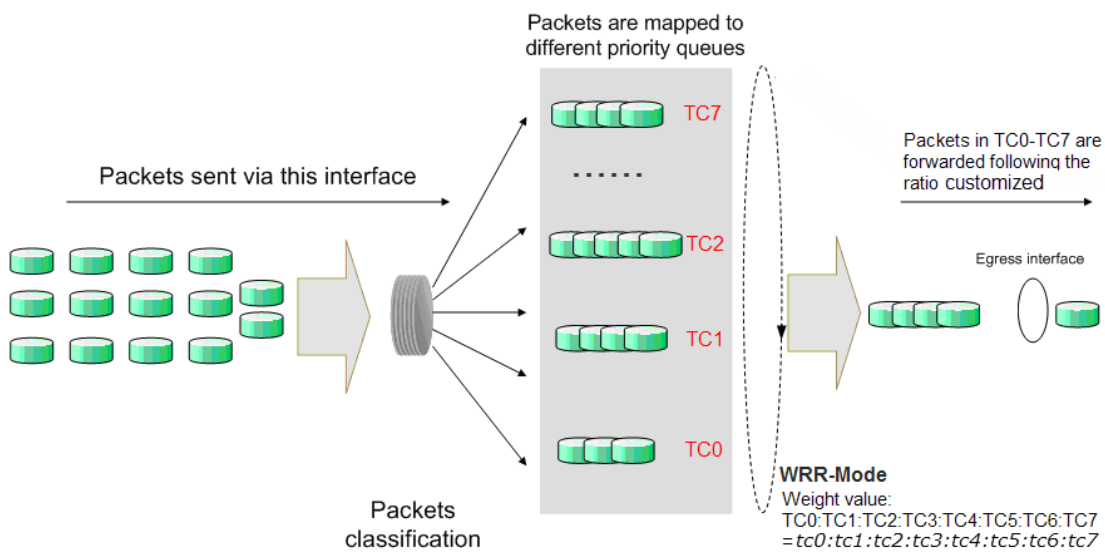 Packets are mapped to
different priority queues
TC7
Packets in TC0-TC7 are
forwarded following the
ratio customized
Packets sent via this interface
......
TC2
Egress interface
TC1
TC0
WRR-Mode
Weight value:
TC0:TC1:TC2:TC3:TC4:TC5:TC6:TC7
=tc0:tc1:tc2:tc3:tc4:tc5:tc6:tc7
Packets
classification